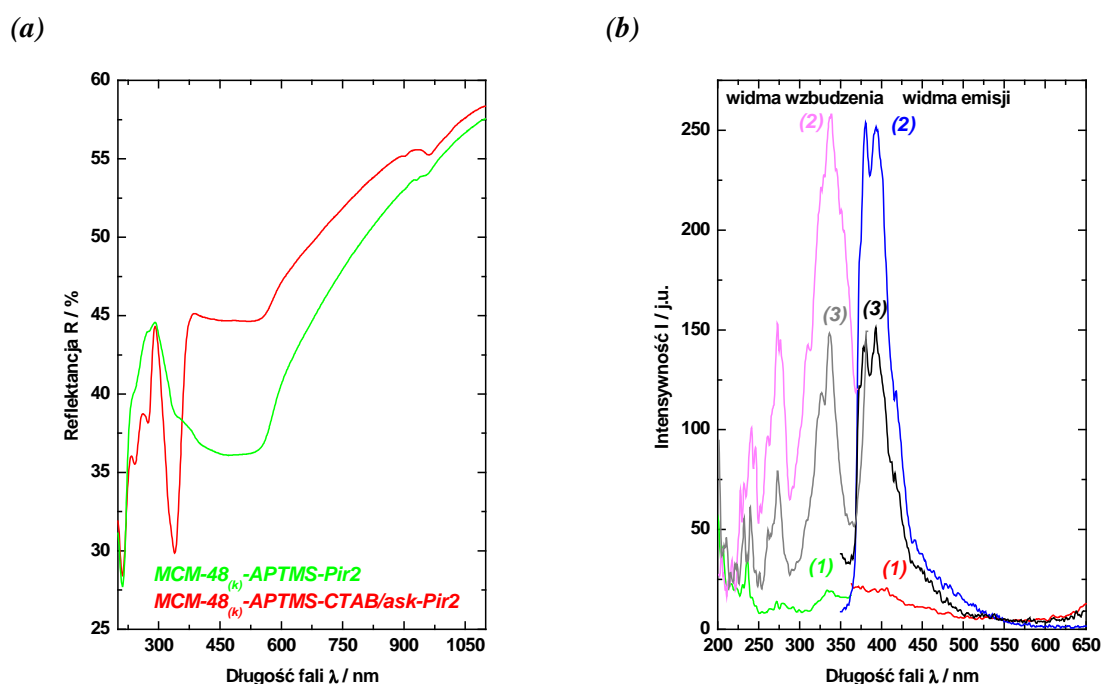 (a)
60
55
50
45
40
35
30
25
Reflektancja R / %
300 450 600 750 900 1050
Długość fali λ / nm
MCM-48(k)-APTMS-Pir2
MCM-48(k)-APTMS-CTAB/ask-Pir2
(b)
widma wzbudzenia widma emisji
(2) (2)
(3) (3)
(1) (1)
250
200
150
100
50
0
Intensywność I / j.u.
200 250 300 350 400 450 500 550 600 650
Długość fali λ / nm